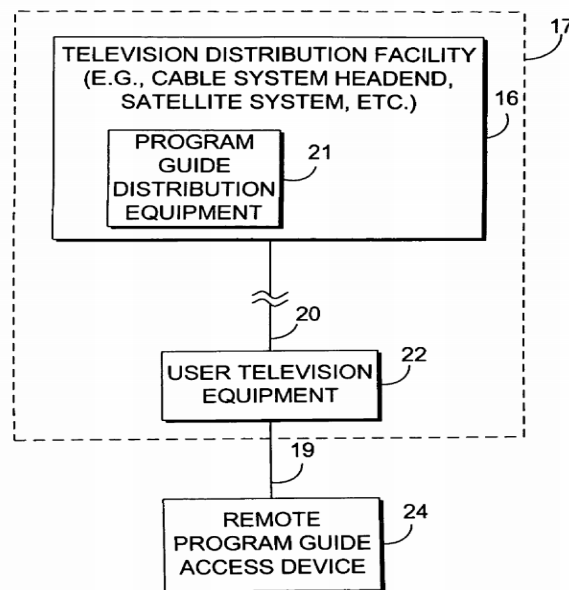 17
TELEVISION DISTRIBUTION FACILITY
(E.G., CABLE SYSTEM HEADEND,
SATELLITE SYSTEM, ETC.)
16
PROGRAM
GUIDE
DISTRIBUTION
EQUIPMENT
21
20
22
USER TELEVISION
EQUIPMENT
19
24
REMOTE
PROGRAM GUIDE
ACCESS DEVICE